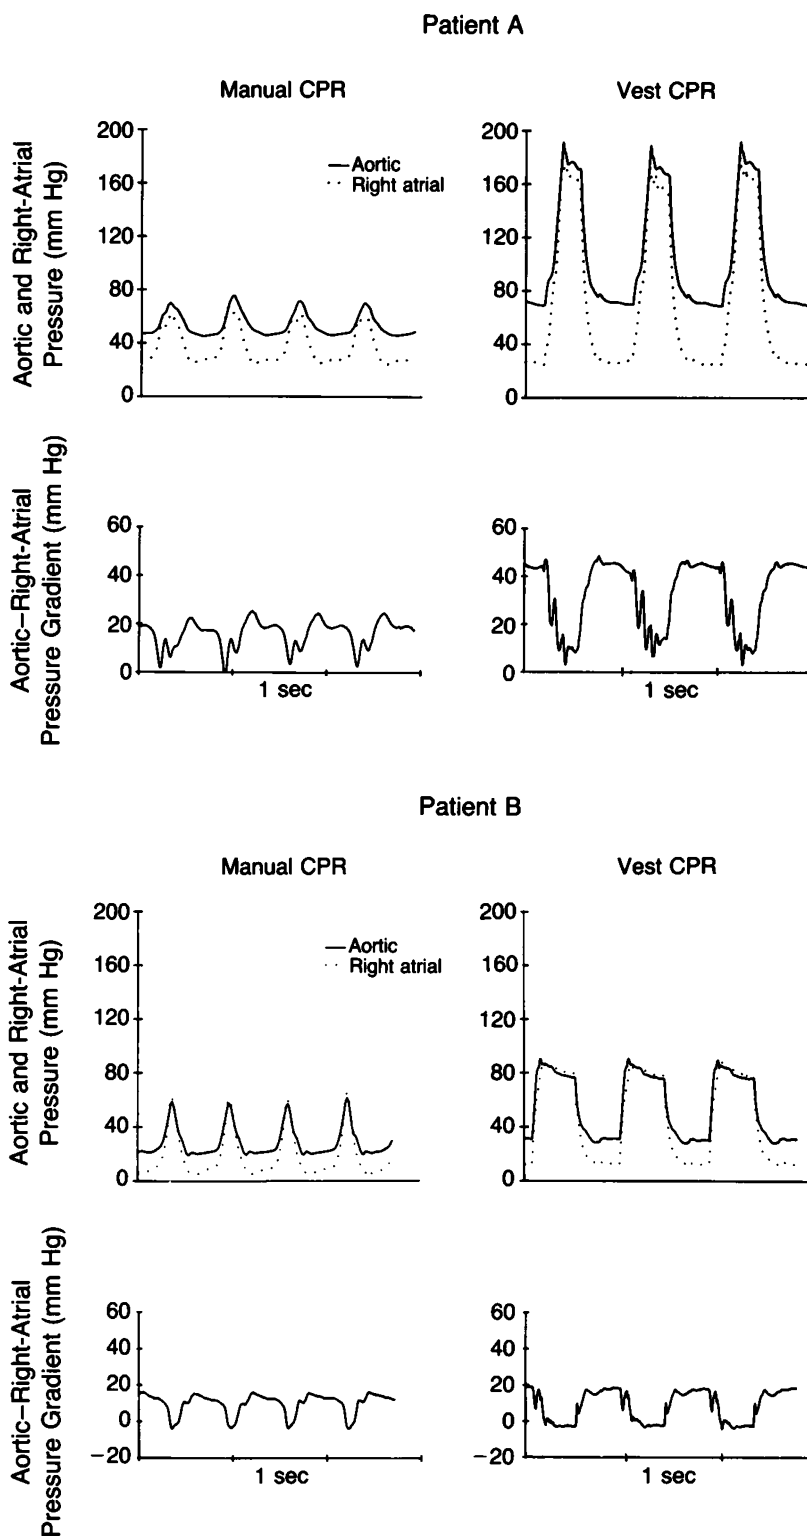 Patient A
Manual CPR
Vest CPR
Aortic and Right-Atrial
Pressure (mm Hg)
200
160
120
80
40
0
Aortic
Right atrial
200
160
120
80
40
0
Aortic–Right-Atrial
Pressure Gradient (mm Hg)
60
40
20
0
1 sec
60
40
20
0
1 sec
Patient B
Manual CPR
Vest CPR
Aortic and Right-Atrial
Pressure (mm Hg)
200
160
120
80
40
0
Aortic
Right atrial
200
160
120
80
40
0
Aortic–Right-Atrial
Pressure Gradient (mm Hg)
60
40
20
0
−20
1 sec
60
40
20
0
−20
1 sec